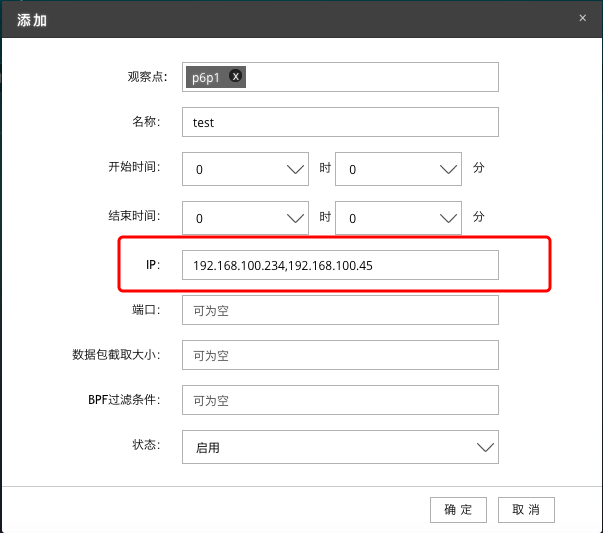 添加 ×
观察点: p6p1 x
名称: test
开始时间: 0 时 0 分
结束时间: 0 时 0 分
IP: 192.168.100.234,192.168.100.45
端口: 可为空
数据包截取大小: 可为空
BPF过滤条件: 可为空
状态: 启用
确定 取消